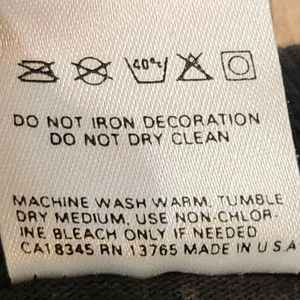 40°C
DO NOT IRON DECORATION
DO NOT DRY CLEAN
MACHINE WASH WARM, TUMBLE
DRY MEDIUM, USE NON-CHLOR-
INE BLEACH ONLY IF NEEDED
CA18345 RN 13765 MADE IN U.S.A